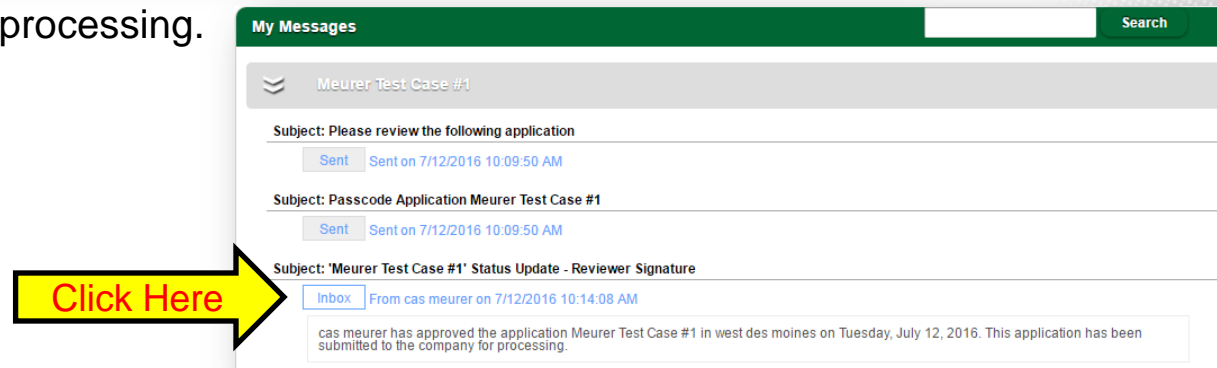 processing.
My Messages
Search
Meurer Test Case #1
Subject: Please review the following application
Sent Sent on 7/12/2016 10:09:50 AM
Subject: Passcode Application Meurer Test Case #1
Sent Sent on 7/12/2016 10:09:50 AM
Subject: 'Meurer Test Case #1' Status Update - Reviewer Signature
Click Here
Inbox From cas meurer on 7/12/2016 10:14:08 AM
cas meurer has approved the application Meurer Test Case #1 in west des moines on Tuesday, July 12, 2016. This application has been
submitted to the company for processing.